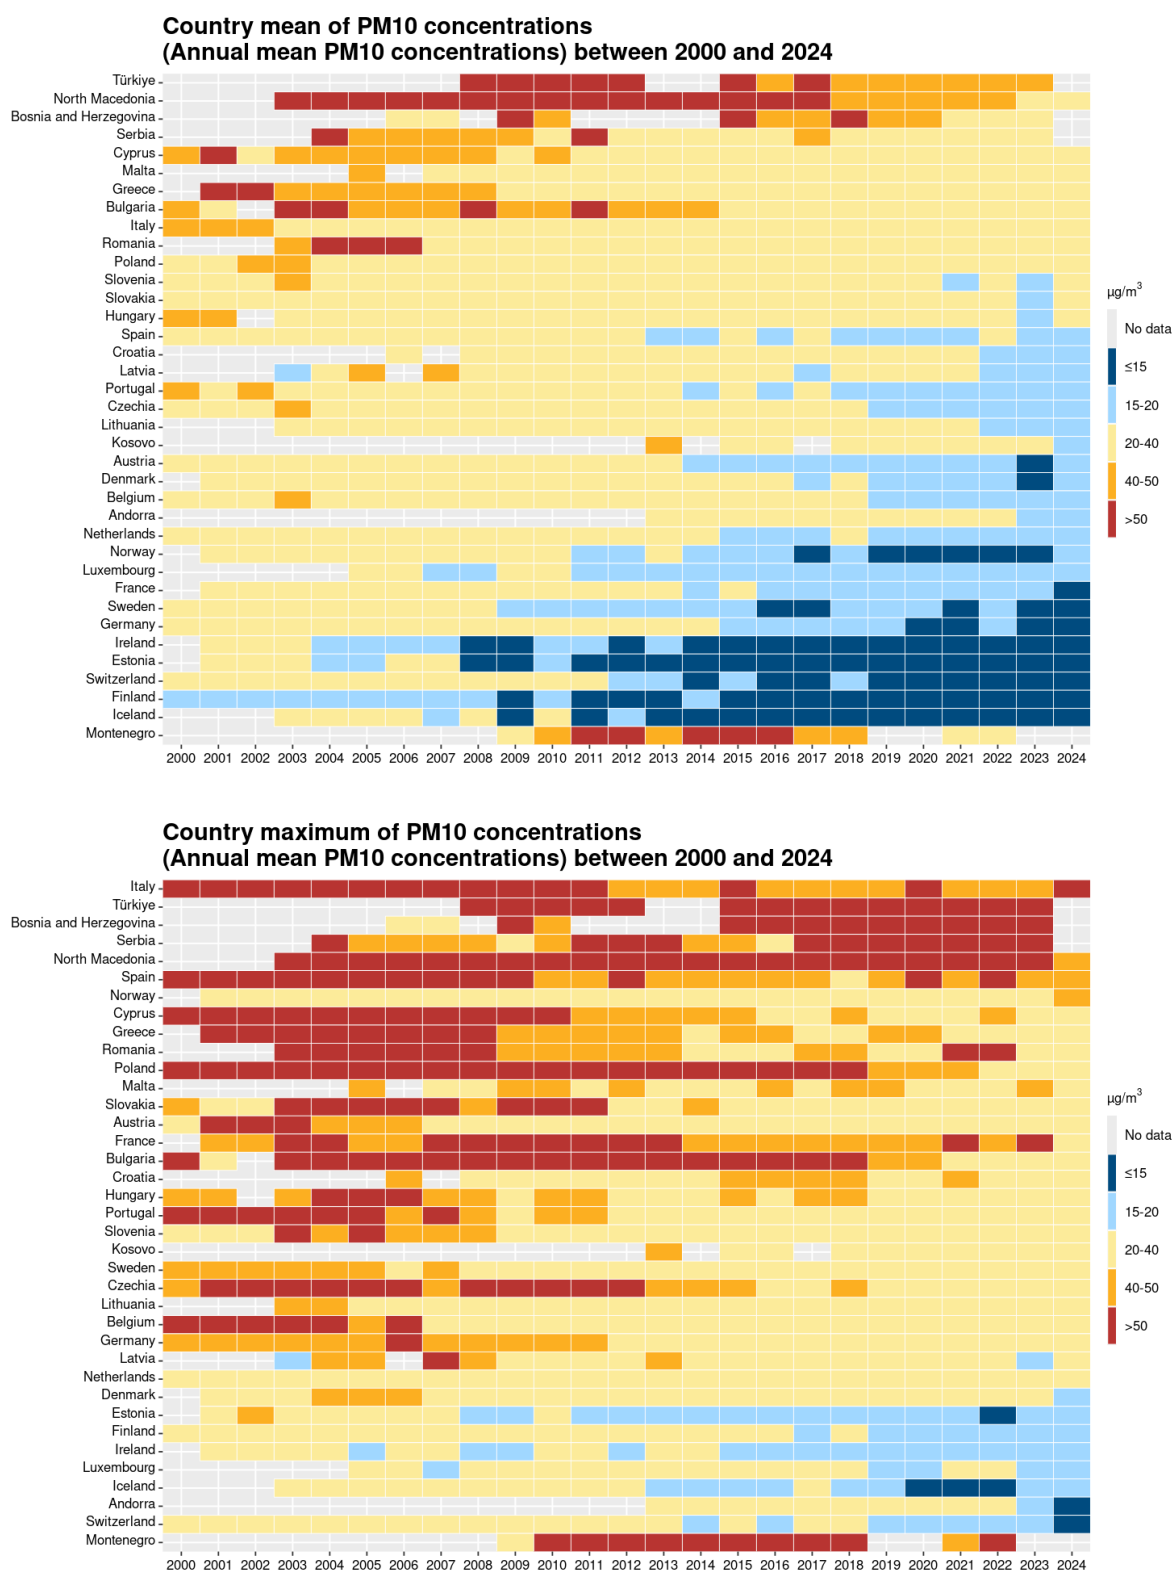 Country mean of PM10 concentrations
(Annual mean PM10 concentrations) between 2000 and 2024
Türkiye
North Macedonia
Bosnia and Herzegovina
Serbia
Cyprus
Malta
Greece
Bulgaria
Italy
Romania
Poland
Slovenia
Slovakia
Hungary
Spain
Croatia
Latvia
Portugal
Czechia
Lithuania
Kosovo
Austria
Denmark
Belgium
Andorra
Netherlands
Norway
Luxembourg
France
Sweden
Germany
Ireland
Estonia
Switzerland
Finland
Iceland
Montenegro
2000 2001 2002 2003 2004 2005 2006 2007 2008 2009 2010 2011 2012 2013 2014 2015 2016 2017 2018 2019 2020 2021 2022 2023 2024
µg/m³
No data
≤15
15-20
20-40
40-50
>50
Country maximum of PM10 concentrations
(Annual mean PM10 concentrations) between 2000 and 2024
Italy
Türkiye
Bosnia and Herzegovina
Serbia
North Macedonia
Spain
Norway
Cyprus
Greece
Romania
Poland
Malta
Slovakia
Austria
France
Bulgaria
Croatia
Hungary
Portugal
Slovenia
Kosovo
Sweden
Czechia
Lithuania
Belgium
Germany
Latvia
Netherlands
Denmark
Estonia
Finland
Ireland
Luxembourg
Iceland
Andorra
Switzerland
Montenegro
2000 2001 2002 2003 2004 2005 2006 2007 2008 2009 2010 2011 2012 2013 2014 2015 2016 2017 2018 2019 2020 2021 2022 2023 2024
µg/m³
No data
≤15
15-20
20-40
40-50
>50